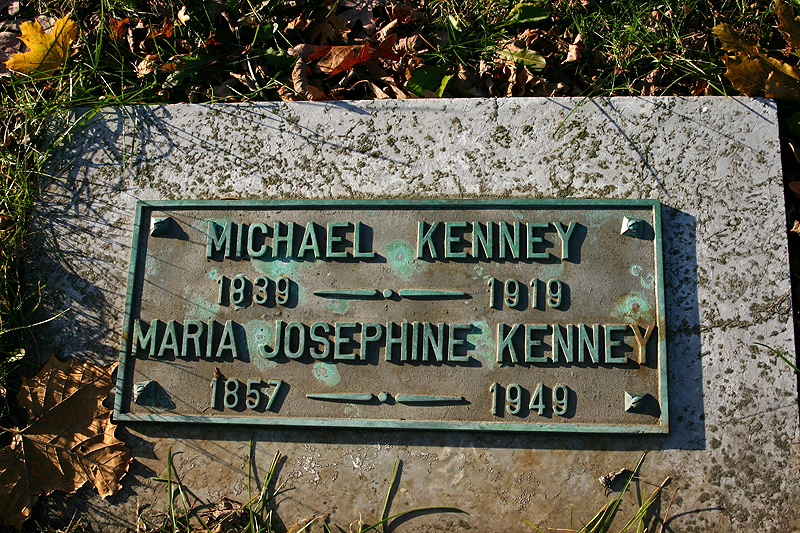 MICHAEL KENNEY
1839 — 1919
MARIA JOSEPHINE KENNEY
1857 — 1949